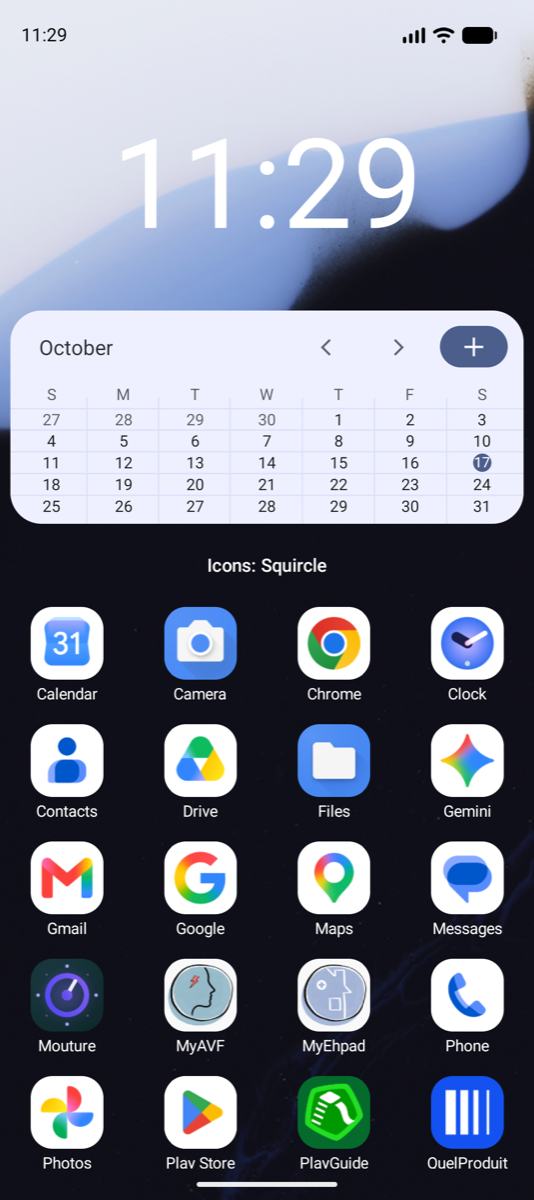 11:29
11:29
October
S M T W T F S
27 28 29 30 1 2 3
4 5 6 7 8 9 10
11 12 13 14 15 16 17
18 19 20 21 22 23 24
25 26 27 28 29 30 31
Icons: Squircle
31
Calendar Camera Chrome Clock
Contacts Drive Files Gemini
Gmail Google Maps Messages
Mouture MyAVF MyEhpad Phone
Photos Play Store PlayGuide QuelProduit